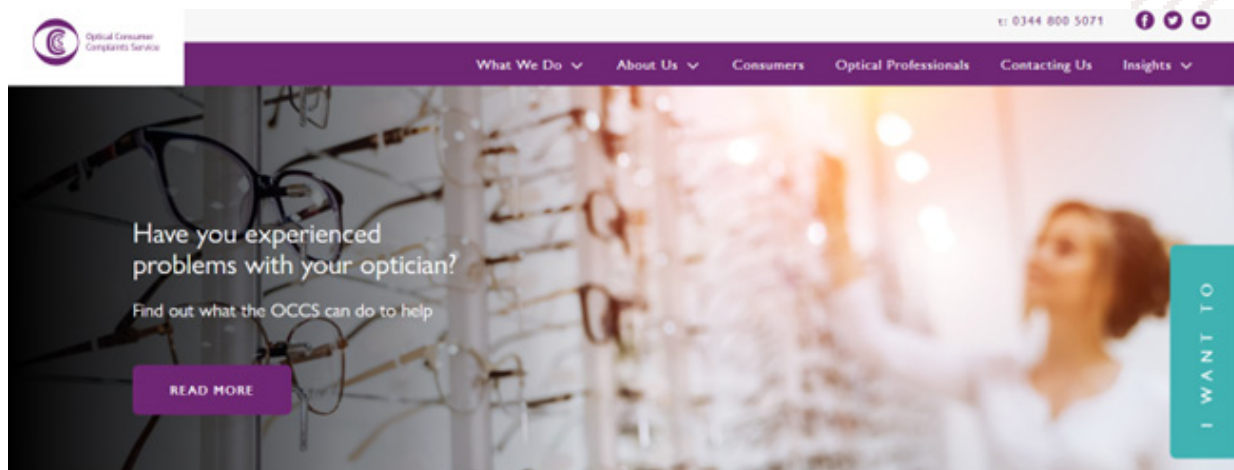 Optical Consumer
Complaints Service
t: 0344 800 5071
What We Do About Us Consumers Optical Professionals Contacting Us Insights
Have you experienced
problems with your optician?
Find out what the OCCS can do to help
READ MORE
I WANT TO